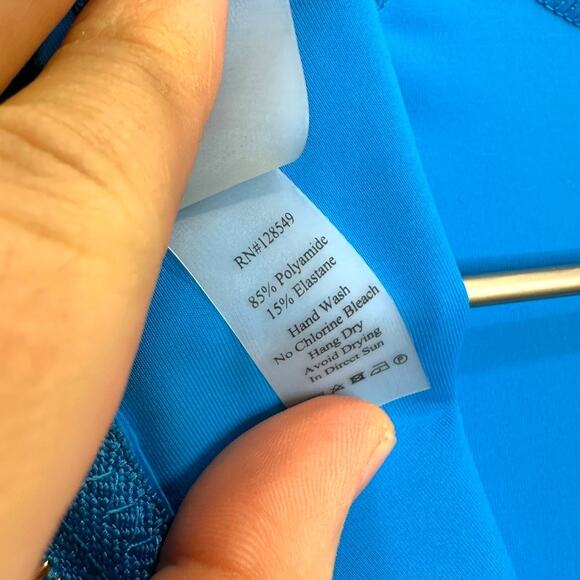 RN#128549
85% Polyamide
15% Elastane
Hand Wash
No Chlorine Bleach
Hang Dry
Avoid Drying
In Direct Sun